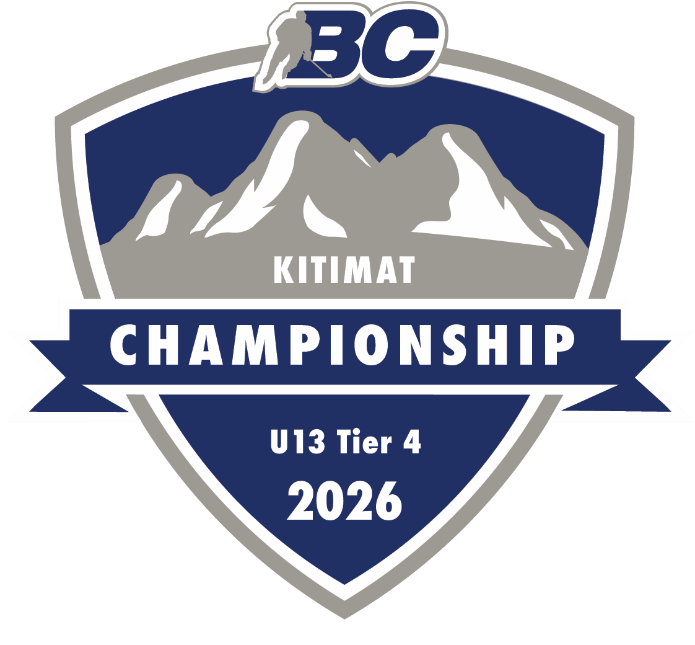 BC
KITIMAT
CHAMPIONSHIP
U13 Tier 4
2026